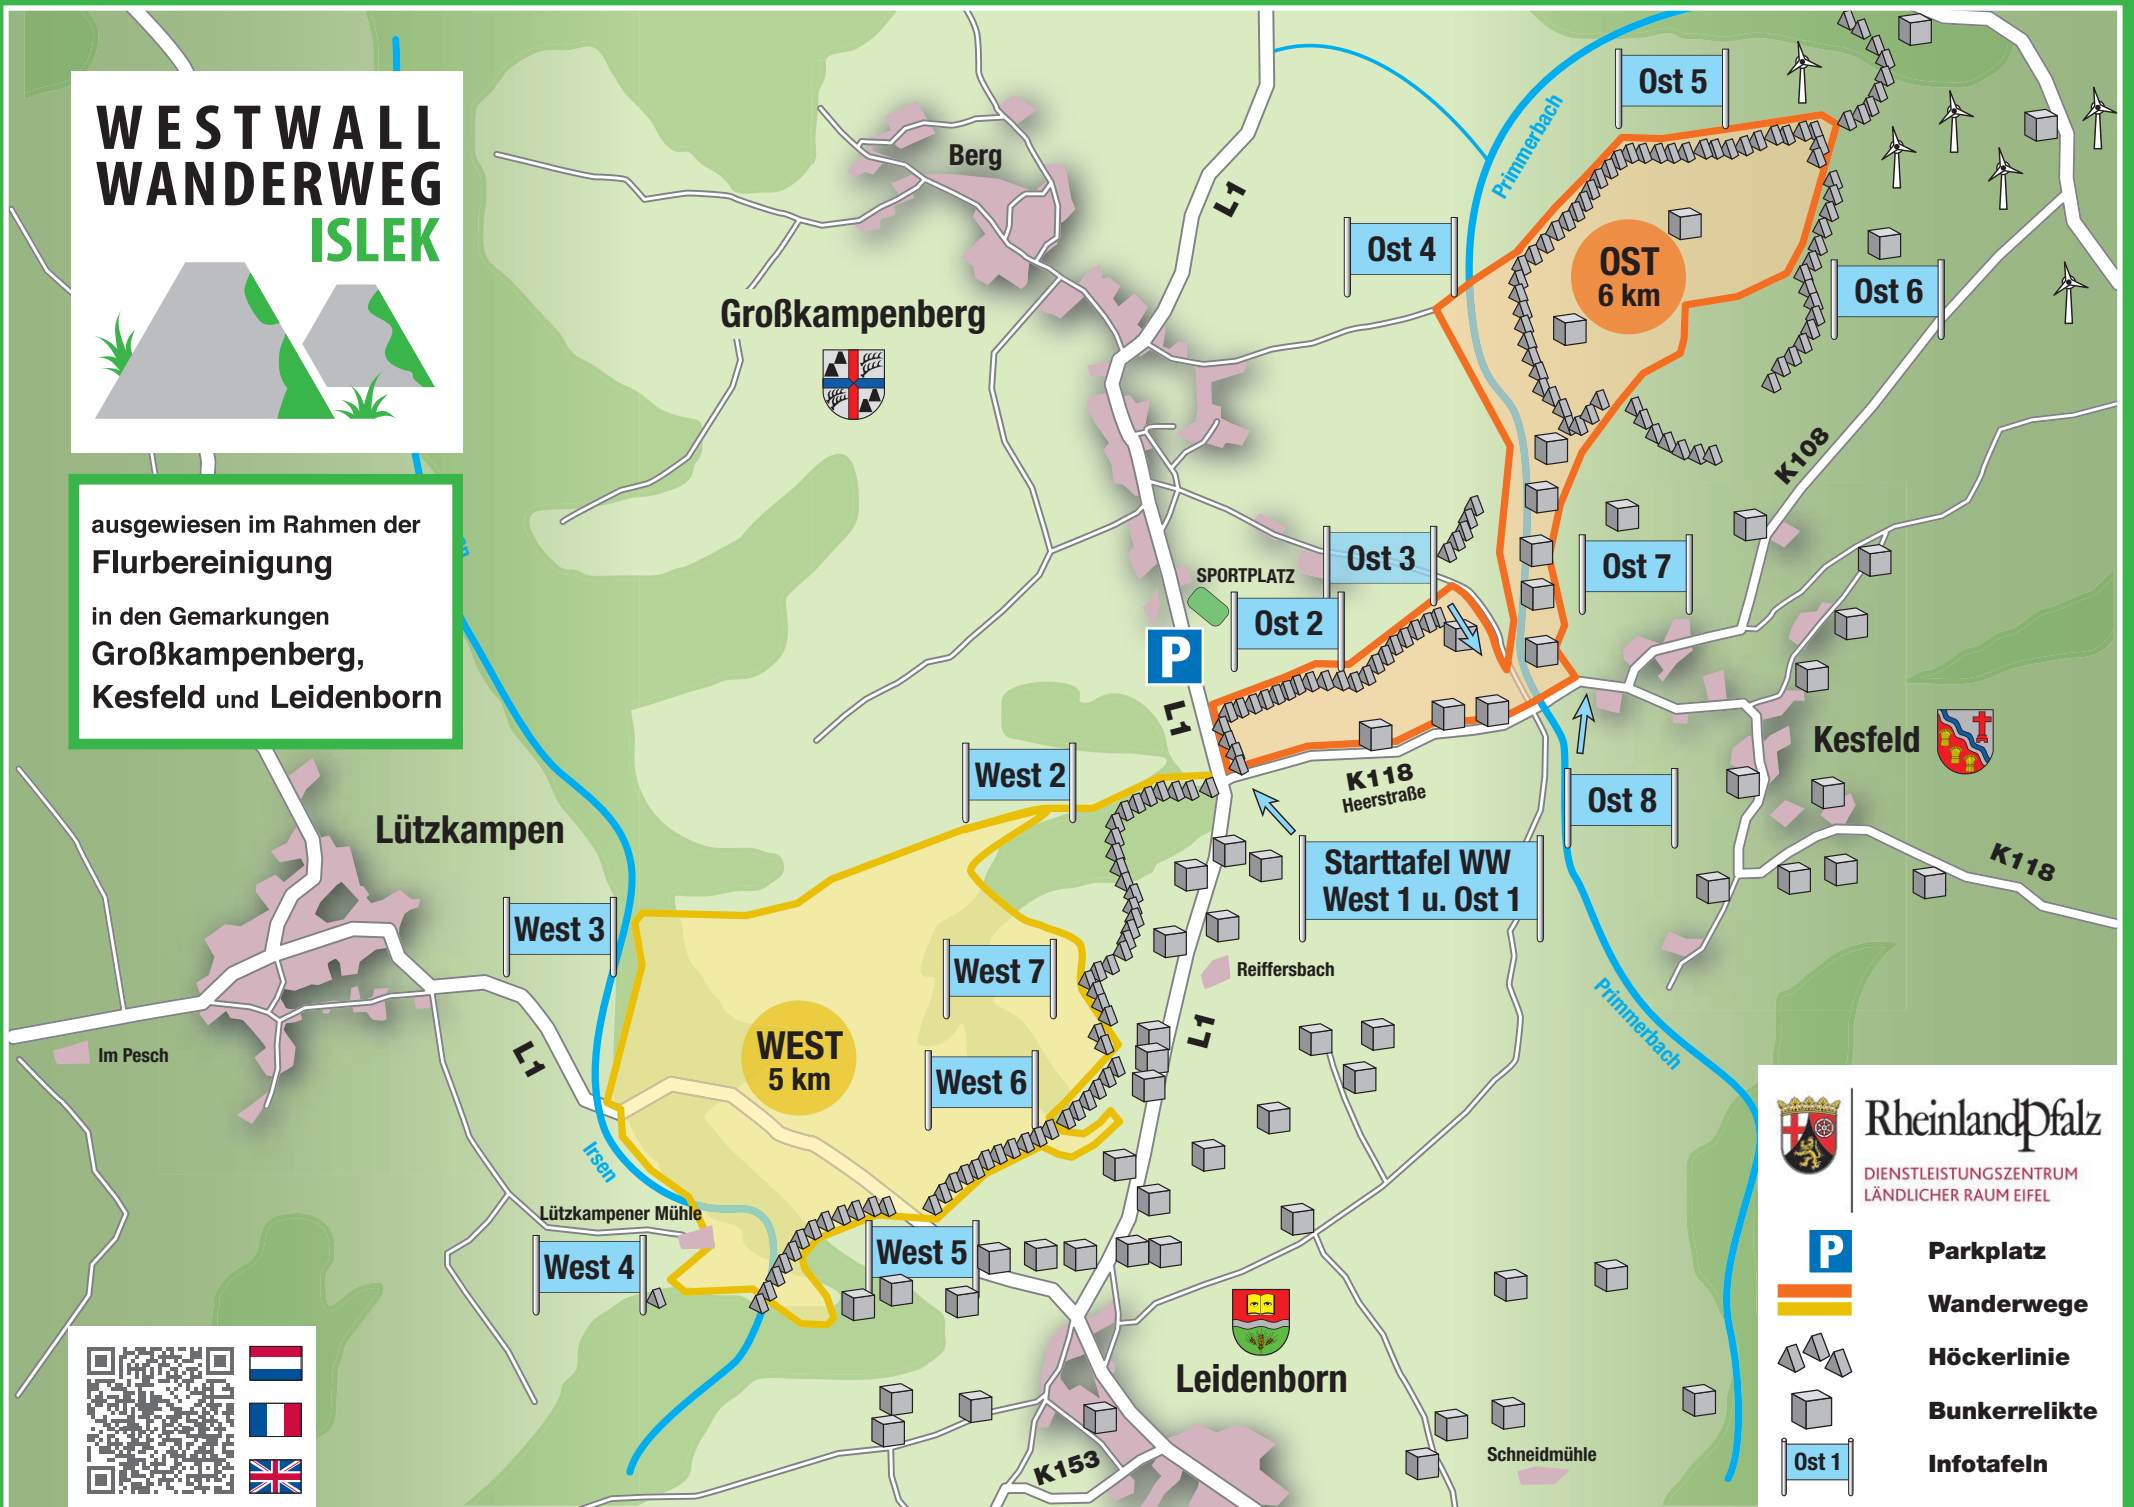 WESTWALL
WANDERWEG
ISLEK
ausgewiesen im Rahmen der
Flurbereinigung
in den Gemarkungen
Großkampenberg,
Kesfeld und Leidenborn
Berg
Großkampenberg
L1
Primmerbach
Ost 5
Ost 4
OST
6 km
Ost 6
K108
Ost 3
SPORTPLATZ
Ost 2
Ost 7
P
L1
Kesfeld
K118
Heerstraße
Ost 8
K118
West 2
Starttafel WW
West 1 u. Ost 1
Lützkampen
West 3
West 7
Reiffersbach
Primmerbach
L1
Im Pesch
L1
WEST
5 km
West 6
Irsen
Lützkampener Mühle
West 4
West 5
Leidenborn
K153
Schneidmühle
RheinlandPfalz
DIENSTLEISTUNGSZENTRUM
LÄNDLICHER RAUM EIFEL
P Parkplatz
Wanderwege
Höckerlinie
Bunkerrelikte
Ost 1 Infotafeln